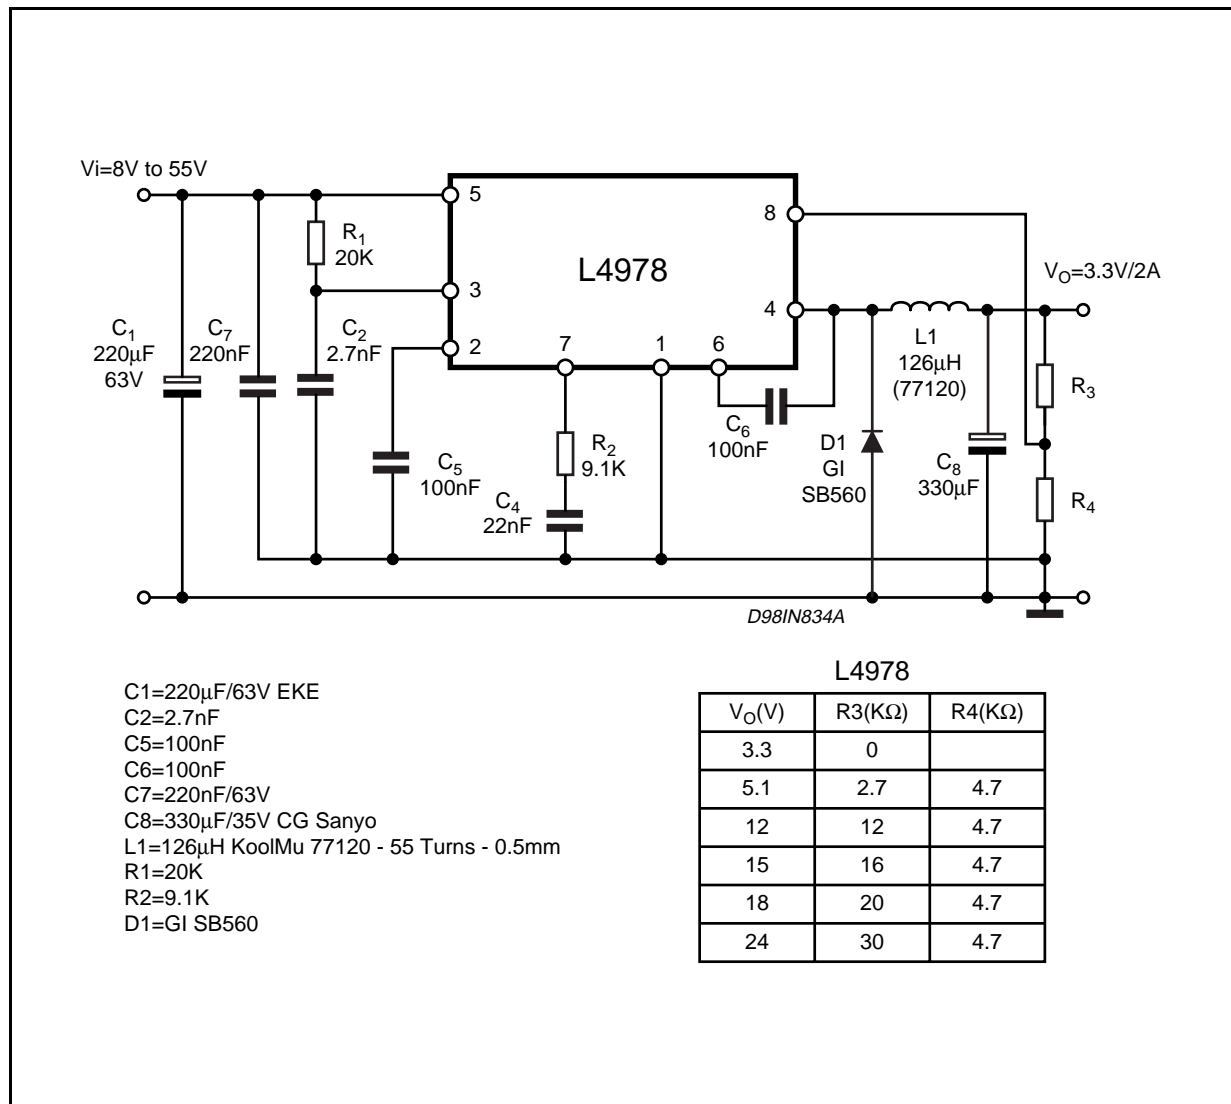 Vi=8V to 55V
5
8
R1
20K
L4978
VO=3.3V/2A
3
4
C1
220μF
63V
C7
220nF
C2
2.7nF
2
7
1
6
L1
126μH
(77120)
R3
C6
100nF
R2
9.1K
D1
GI
SB560
C5
100nF
C8
330μF
C4
22nF
R4
D98IN834A
C1=220μF/63V EKE
C2=2.7nF
C5=100nF
C6=100nF
C7=220nF/63V
C8=330μF/35V CG Sanyo
L1=126μH KoolMu 77120 - 55 Turns - 0.5mm
R1=20K
R2=9.1K
D1=GI SB560
L4978
VO(V) R3(KΩ) R4(KΩ)
3.3 0
5.1 2.7 4.7
12 12 4.7
15 16 4.7
18 20 4.7
24 30 4.7